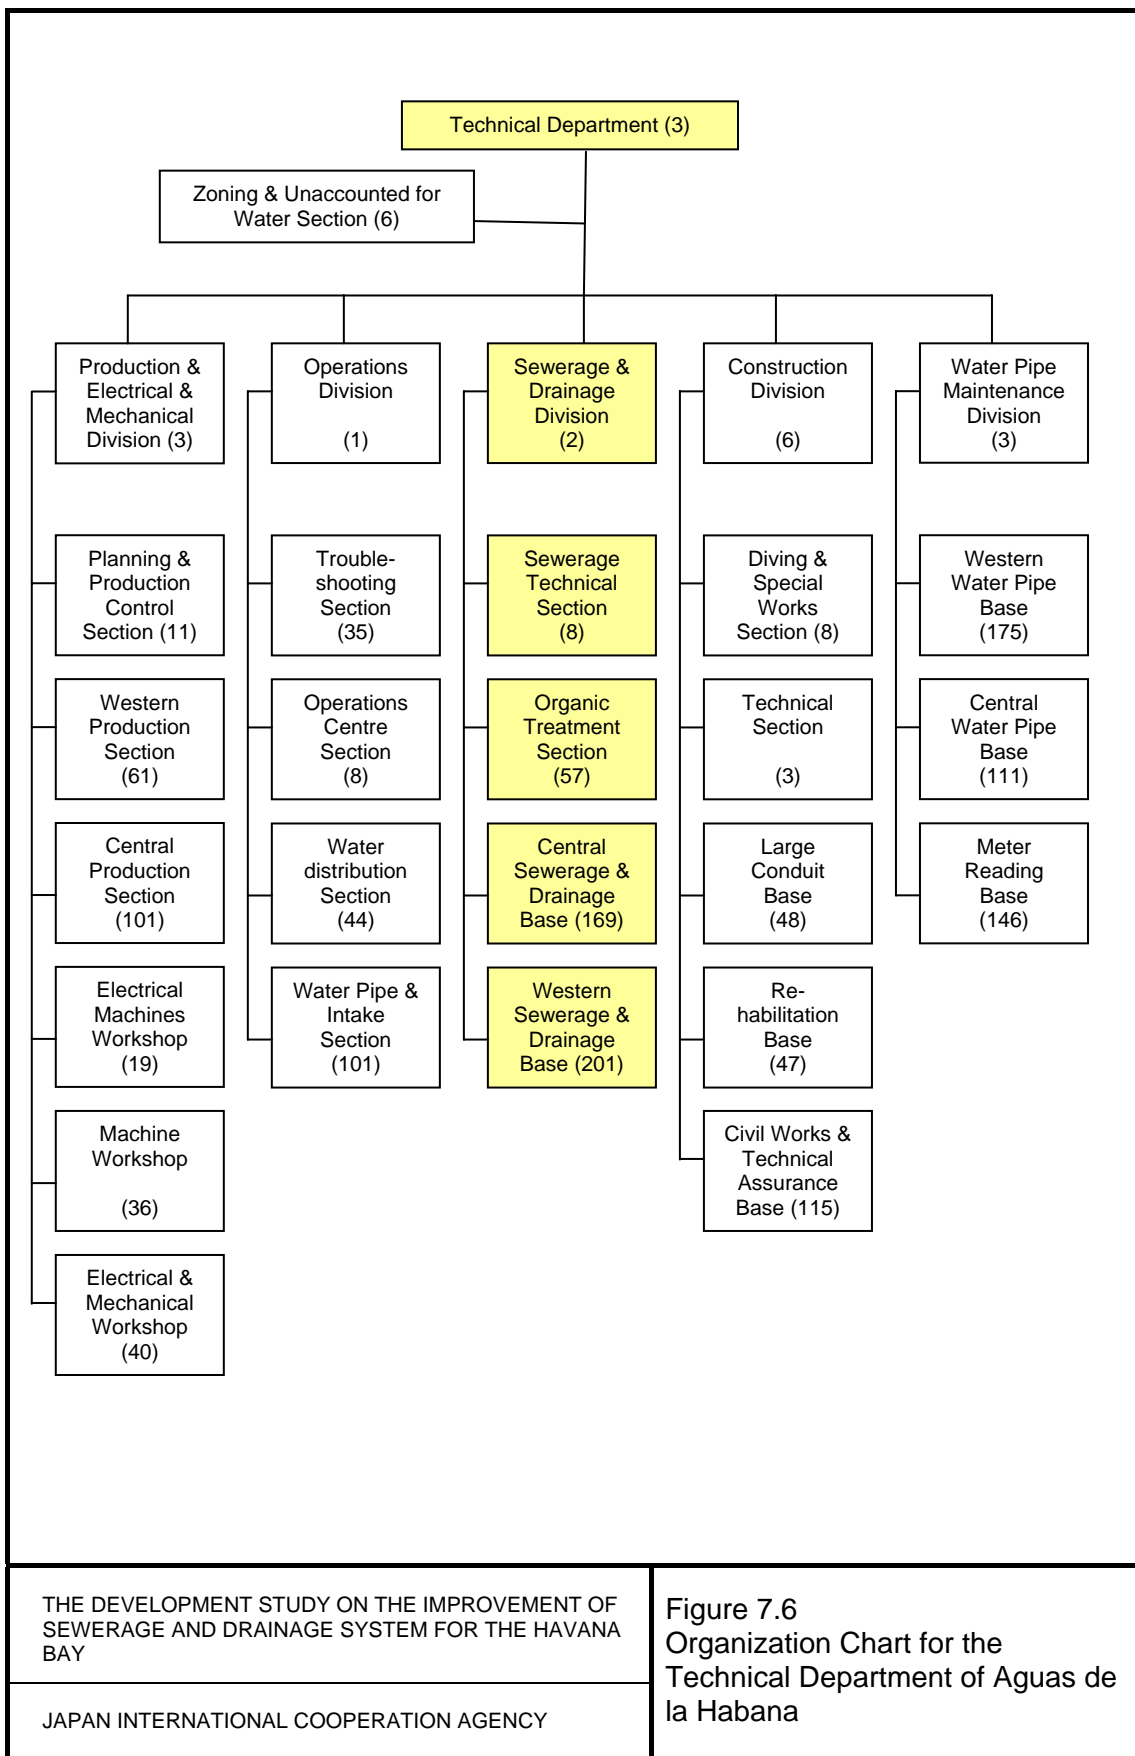 Technical Department (3)
Zoning & Unaccounted for
Water Section (6)
Production &
Electrical &
Mechanical
Division (3)
Operations
Division
(1)
Sewerage &
Drainage
Division
(2)
Construction
Division
(6)
Water Pipe
Maintenance
Division
(3)
Planning &
Production
Control
Section (11)
Trouble-
shooting
Section
(35)
Sewerage
Technical
Section
(8)
Diving &
Special
Works
Section (8)
Western
Water Pipe
Base
(175)
Western
Production
Section
(61)
Operations
Centre
Section
(8)
Organic
Treatment
Section
(57)
Technical
Section
(3)
Central
Water Pipe
Base
(111)
Central
Production
Section
(101)
Water
distribution
Section
(44)
Central
Sewerage &
Drainage
Base (169)
Large
Conduit
Base
(48)
Meter
Reading
Base
(146)
Electrical
Machines
Workshop
(19)
Water Pipe &
Intake
Section
(101)
Western
Sewerage &
Drainage
Base (201)
Re-
habilitation
Base
(47)
Machine
Workshop
(36)
Civil Works &
Technical
Assurance
Base (115)
Electrical &
Mechanical
Workshop
(40)
THE DEVELOPMENT STUDY ON THE IMPROVEMENT OF
SEWERAGE AND DRAINAGE SYSTEM FOR THE HAVANA
BAY
JAPAN INTERNATIONAL COOPERATION AGENCY
Figure 7.6
Organization Chart for the
Technical Department of Aguas de
la Habana